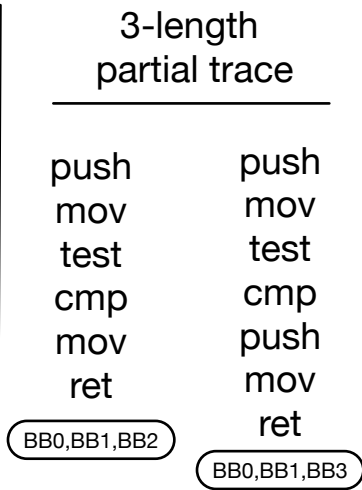 3-length
partial trace
push
mov
test
cmp
mov
ret
BB0,BB1,BB2
push
mov
test
cmp
push
mov
ret
BB0,BB1,BB3